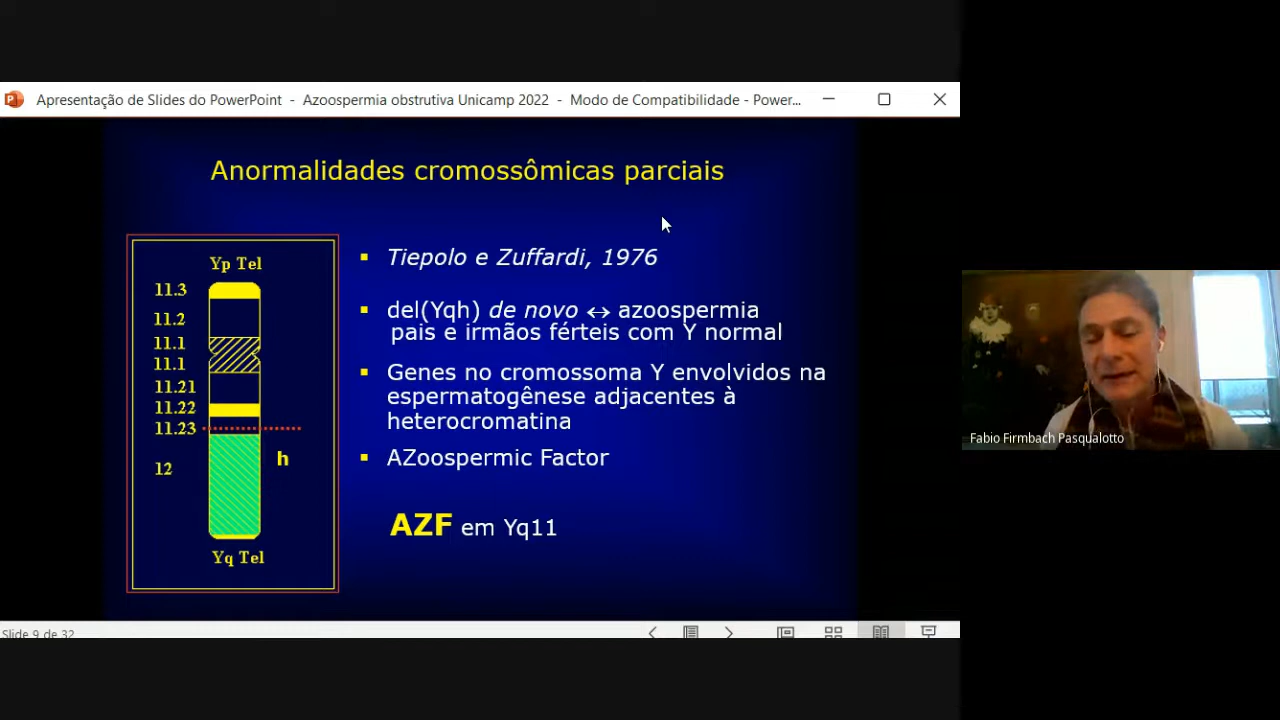 Apresentação de Slides do PowerPoint - Azoospermia obstrutiva Unicamp 2022 - Modo de Compatibilidade - Power...
Anormalidades cromossômicas parciais
Yp Tel
11.3
11.2
11.1
11.1
11.21
11.22
11.23
h
12
Yq Tel
Tiepolo e Zuffardi, 1976
del(Yqh) de novo ↔ azoospermia
pais e irmãos férteis com Y normal
Genes no cromossoma Y envolvidos na
espermatogênese adjacentes à
heterocromatina
AZoospermic Factor
AZF em Yq11
Fabio Firmbach Pasqualotto
Slide 9 de 32